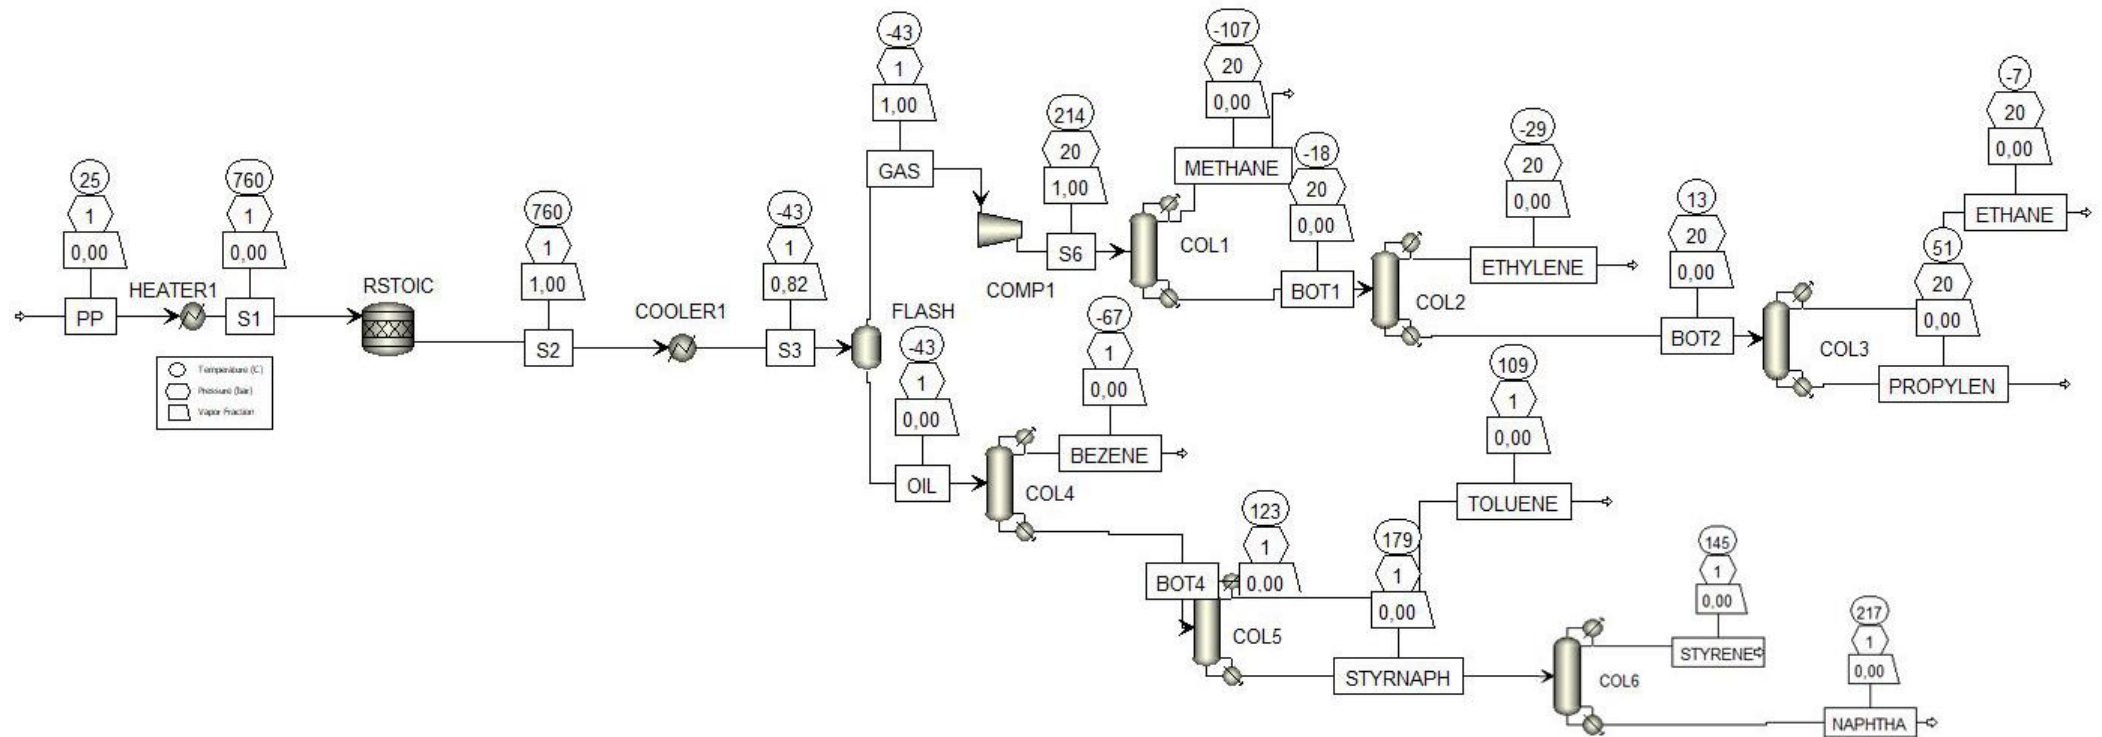 25
1
0,00
PP
HEATER1
760
1
0,00
S1
Temperature (C)
Pressure (bar)
Vapor Fraction
RSTOIC
760
1
1,00
S2
COOLER1
-43
1
0,82
S3
FLASH
-43
1
1,00
GAS
COMP1
214
20
1,00
S6
-107
20
0,00
METHANE
COL1
-18
20
0,00
BOT1
COL2
-29
20
0,00
ETHYLENE
13
20
0,00
BOT2
COL3
-7
20
0,00
ETHANE
51
20
0,00
PROPYLEN
-43
1
0,00
OIL
COL4
-67
1
0,00
BEZENE
123
1
0,00
BOT4
COL5
109
1
0,00
TOLUENE
179
1
0,00
STYRNAPH
COL6
145
1
0,00
STYRENE
217
1
0,00
NAPHTHA